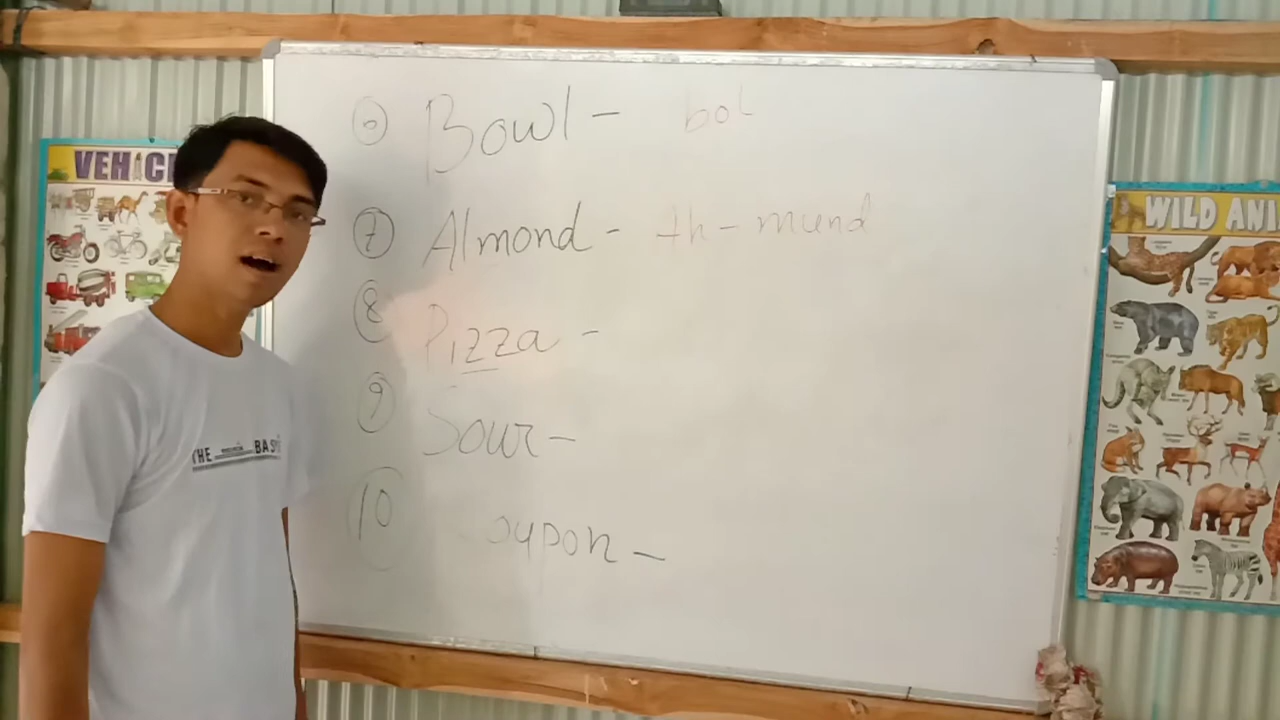 VEHIC
6 Bowl - bol
7 Almond - ah-mund
8 Pizza -
9 Sour -
10 oupon -
THE BAS
WILD ANI